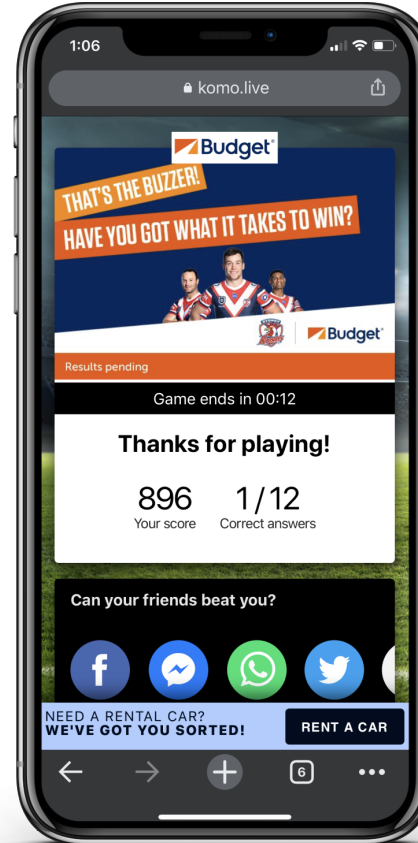 1:06
komo.live
Budget
THAT'S THE BUZZER!
HAVE YOU GOT WHAT IT TAKES TO WIN?
Budget
Results pending
Game ends in 00:12
Thanks for playing!
896 1/12
Your score Correct answers
Can your friends beat you?
NEED A RENTAL CAR?
WE'VE GOT YOU SORTED!
RENT A CAR
6